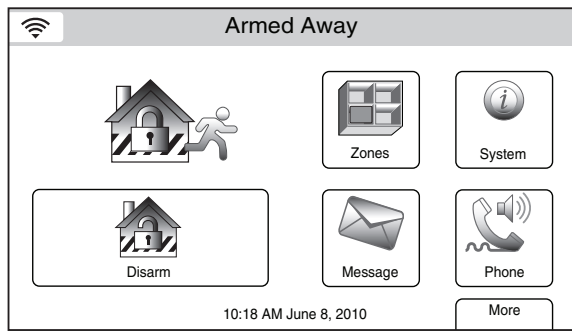 Armed Away
Zones
System
Disarm
Message
Phone
10:18 AM June 8, 2010
More